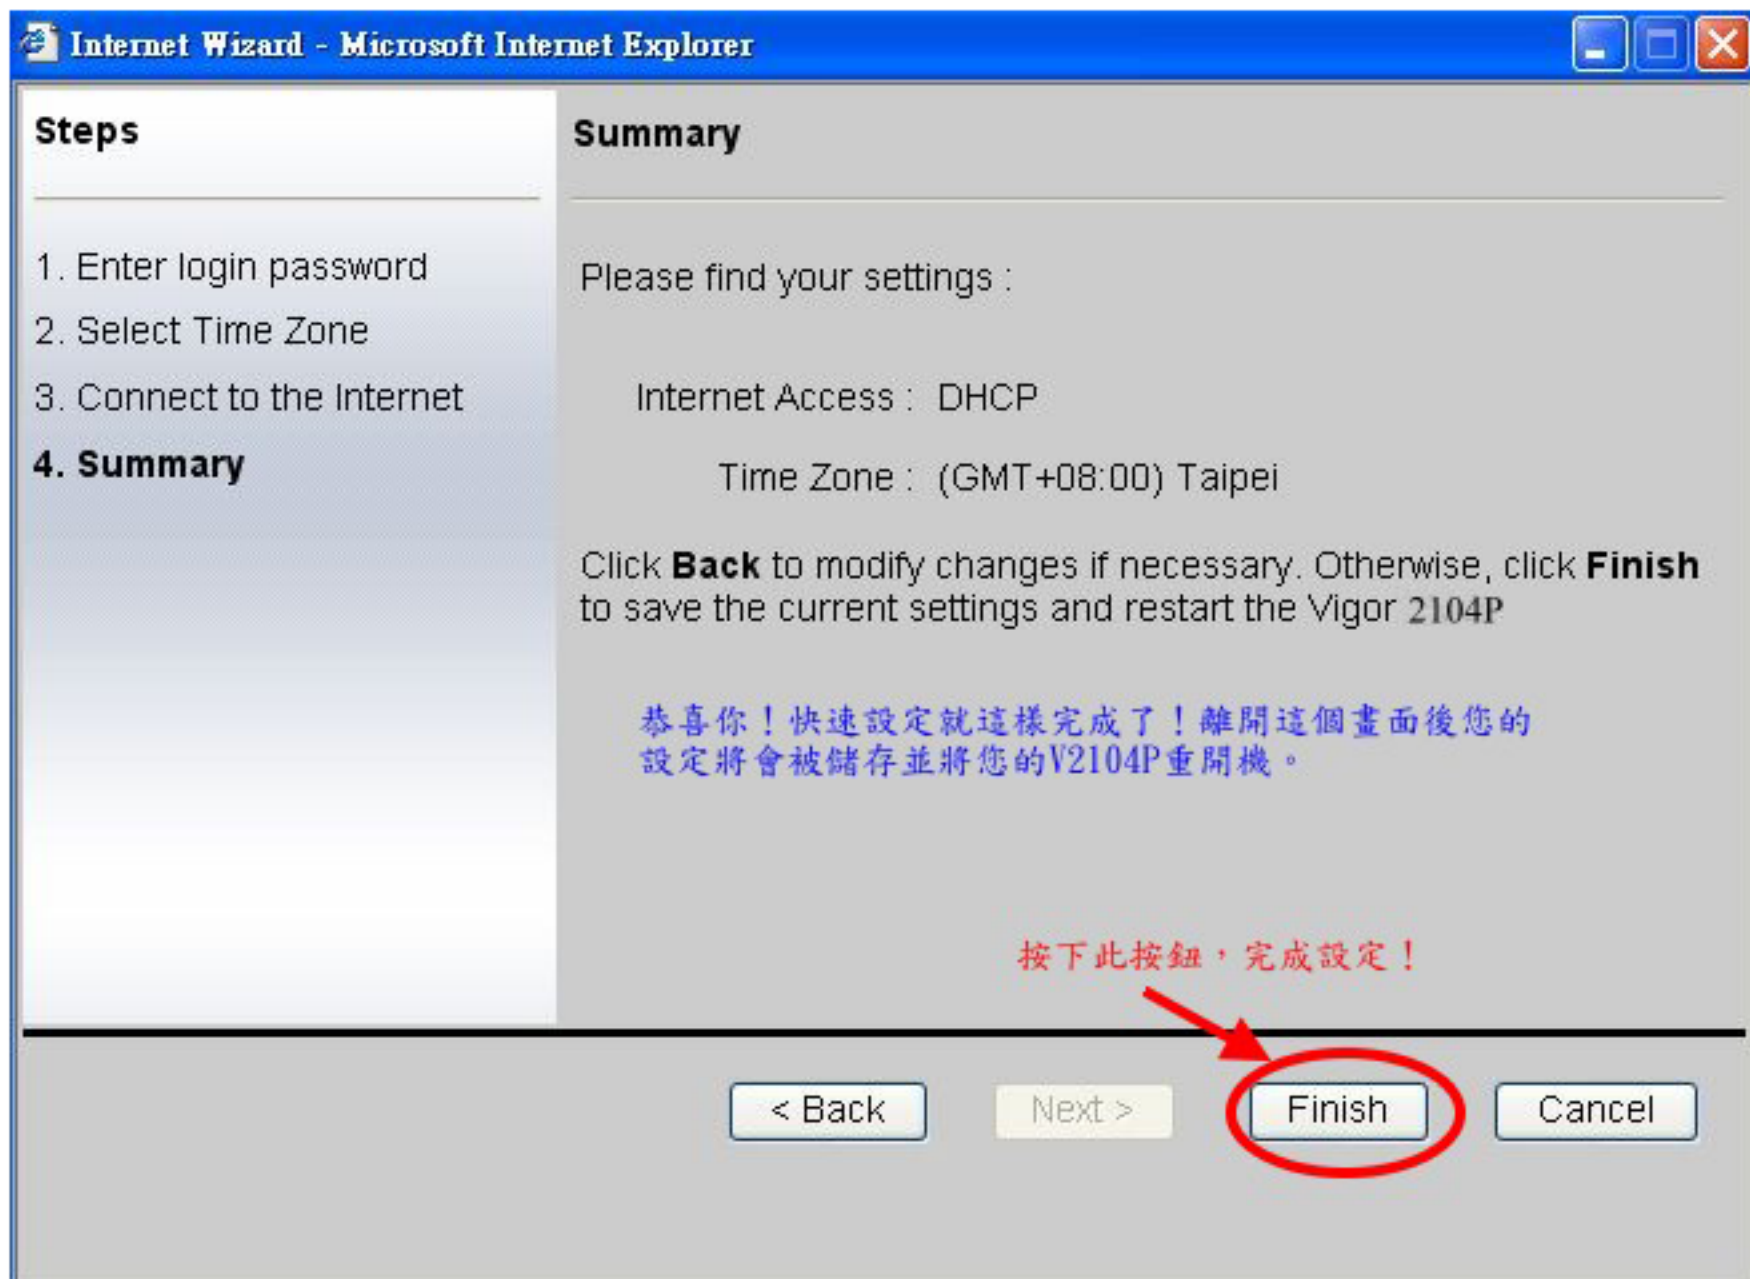 Internet Wizard - Microsoft Internet Explorer
Steps
1. Enter login password
2. Select Time Zone
3. Connect to the Internet
4. Summary
Summary
Please find your settings :
Internet Access : DHCP
Time Zone : (GMT+08:00) Taipei
Click Back to modify changes if necessary. Otherwise, click Finish
to save the current settings and restart the Vigor 2104P
恭喜你！快速設定就這樣完成了！離開這個畫面後您的
設定將會被儲存並將您的V2104P重開機。
按下此按鈕，完成設定！
< Back Next > Finish Cancel